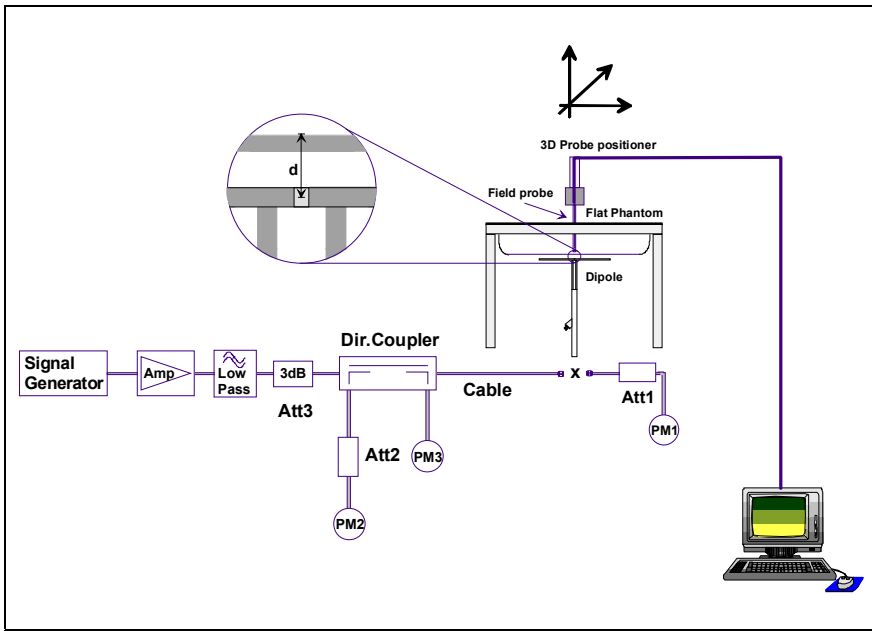 d
3D Probe positioner
Field probe
Flat Phantom
Dipole
Dir.Coupler
Signal
Generator
Amp
Low
Pass
3dB
Att3
Cable
x
Att1
PM1
Att2
PM3
PM2